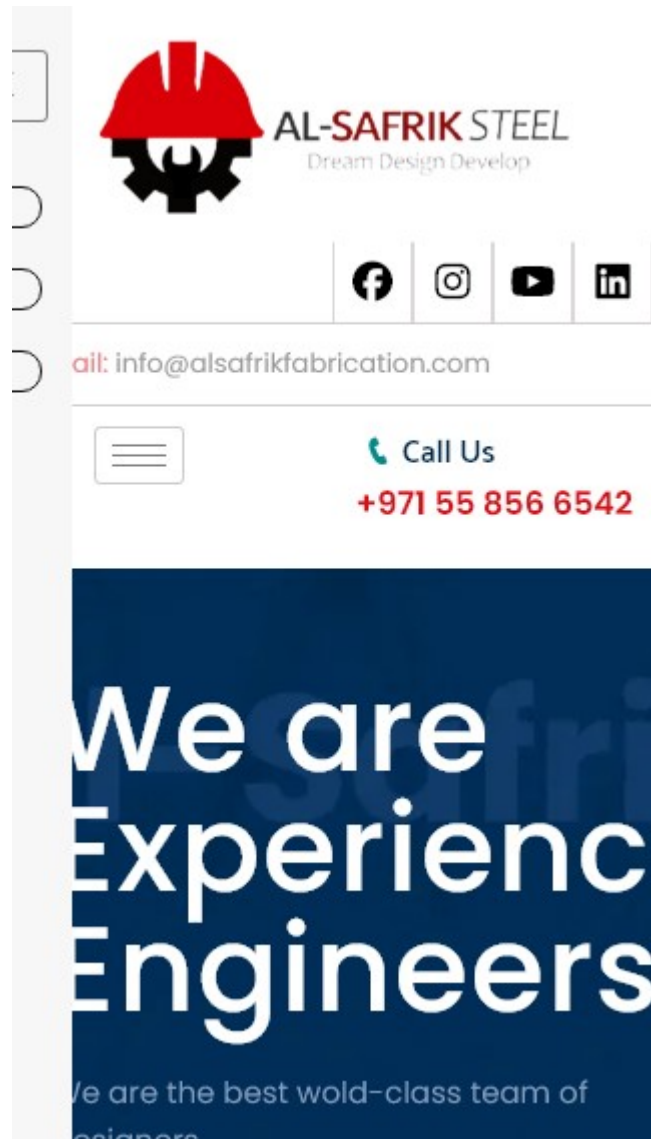 AL-SAFRIK STEEL
Dream Design Develop
ail: info@alsafrikfabrication.com
Call Us
+971 55 856 6542
We are
Experienc
Engineers
We are the best wold-class team of